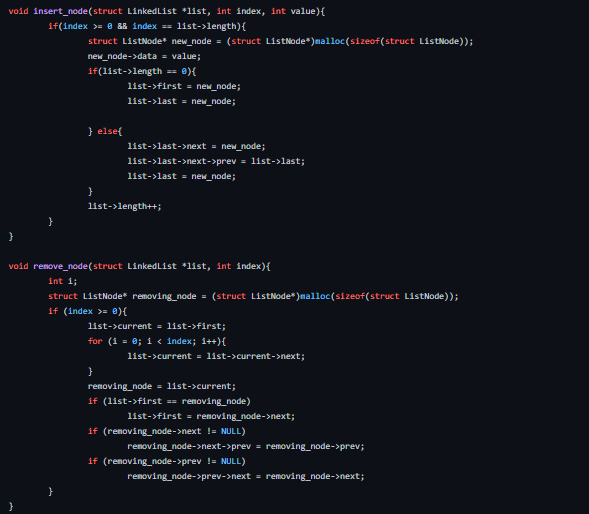 void insert_node(struct LinkedList *list, int index, int value){
if(index >= 0 && index == list->length){
struct ListNode* new_node = (struct ListNode*)malloc(sizeof(struct ListNode));
new_node->data = value;
if(list->length == 0){
list->first = new_node;
list->last = new_node;
} else{
list->last->next = new_node;
list->last->next->prev = list->last;
list->last = new_node;
}
list->length++;
}
}
void remove_node(struct LinkedList *list, int index){
int i;
struct ListNode* removing_node = (struct ListNode*)malloc(sizeof(struct ListNode));
if (index >= 0){
list->current = list->first;
for (i = 0; i < index; i++){
list->current = list->current->next;
}
removing_node = list->current;
if (list->first == removing_node)
list->first = removing_node->next;
if (removing_node->next != NULL)
removing_node->next->prev = removing_node->prev;
if (removing_node->prev != NULL)
removing_node->prev->next = removing_node->next;
}
}